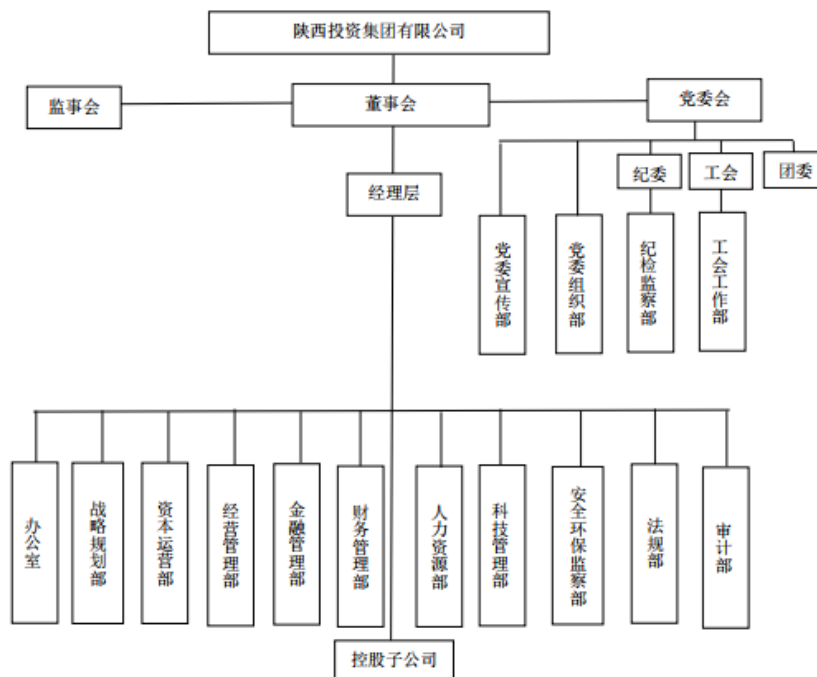 陕西投资集团有限公司
监事会
董事会
党委会
经理层
纪委
工会
团委
党委宣传部
党委组织部
纪检监察部
工会工作部
办公室
战略规划部
资本运营部
经营管理部
金融管理部
财务管理部
人力资源部
科技管理部
安全环保监察部
法规部
审计部
控股子公司